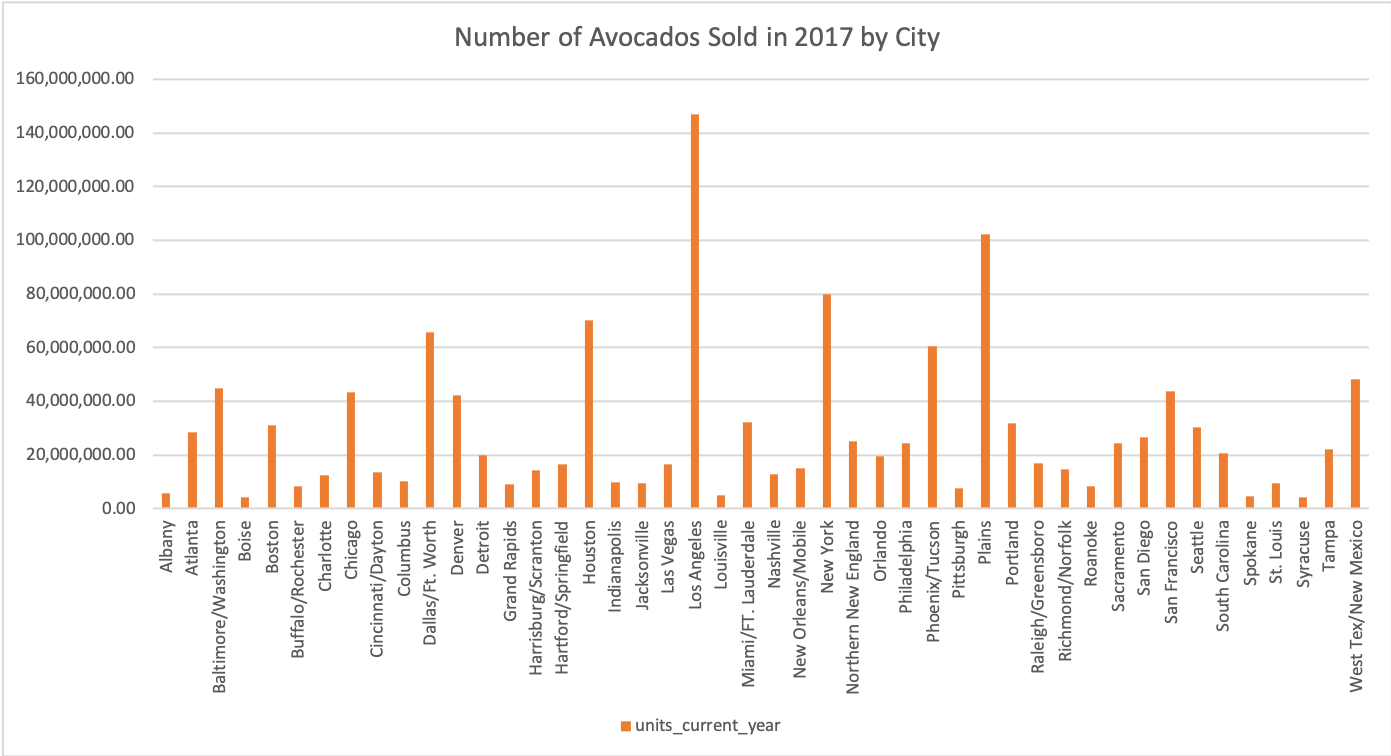 Number of Avocados Sold in 2017 by City
160,000,000.00
140,000,000.00
120,000,000.00
100,000,000.00
80,000,000.00
60,000,000.00
40,000,000.00
20,000,000.00
0.00
Albany
Atlanta
Baltimore/Washington
Boise
Boston
Buffalo/Rochester
Charlotte
Chicago
Cincinati/Dayton
Columbus
Dallas/Ft. Worth
Denver
Detroit
Grand Rapids
Harrisburg/Scranton
Hartford/Springfield
Houston
Indianapolis
Jacksonville
Las Vegas
Los Angeles
Louisville
Miami/FT. Lauderdale
Nashville
New Orleans/Mobile
New York
Northern New England
Orlando
Philadelphia
Phoenix/Tucson
Pittsburgh
Plains
Portland
Raleigh/Greensboro
Richmond/Norfolk
Roanoke
Sacramento
San Diego
San Francisco
Seattle
South Carolina
Spokane
St. Louis
Syracuse
Tampa
West Tex/New Mexico
units_current_year